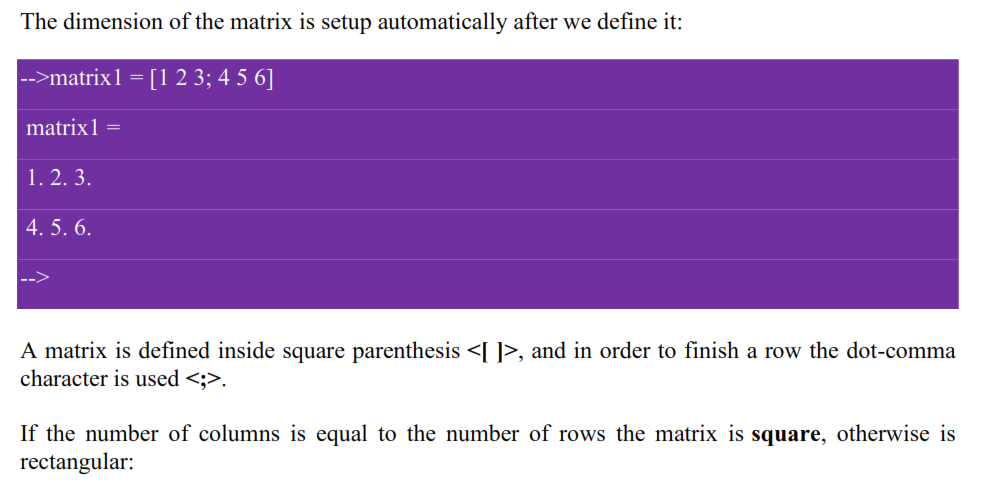 The dimension of the matrix is setup automatically after we define it:
-->matrix1 = [1 2 3; 4 5 6]
matrix1 =
1. 2. 3.
4. 5. 6.
-->
A matrix is defined inside square parenthesis <[ ]>, and in order to finish a row the dot-comma
character is used <;>.
If the number of columns is equal to the number of rows the matrix is square, otherwise is
rectangular: